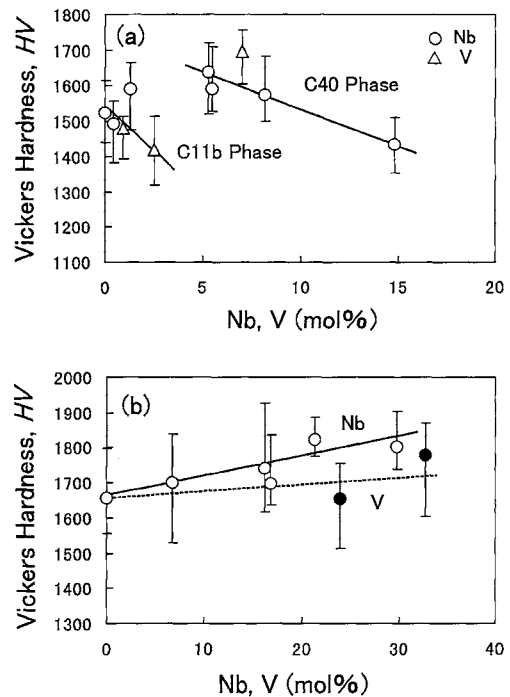 (a)
Nb
V
C40 Phase
C11b Phase
Vickers Hardness, HV
1800
1700
1600
1500
1400
1300
1200
1100
0 5 10 15 20
Nb, V (mol%)
(b)
Nb
V
Vickers Hardness, HV
2000
1900
1800
1700
1600
1500
1400
1300
0 10 20 30 40
Nb, V (mol%)